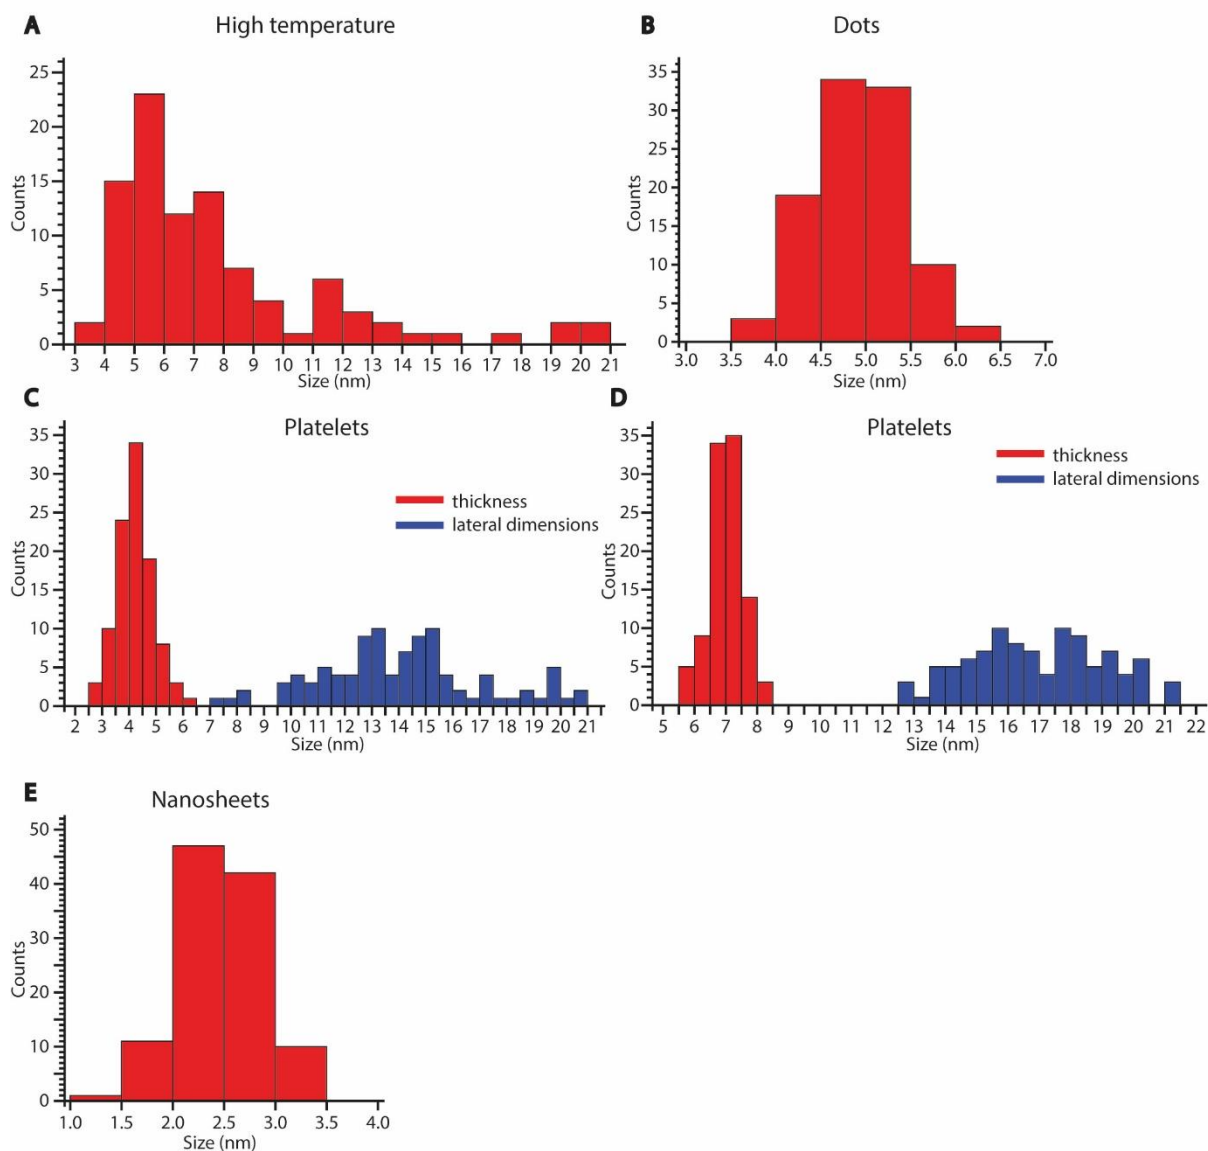 A
High temperature
25
20
15
10
5
0
Counts
3 4 5 6 7 8 9 10 11 12 13 14 15 16 17 18 19 20 21
Size (nm)
B
Dots
35
30
25
20
15
10
5
0
Counts
3.0 3.5 4.0 4.5 5.0 5.5 6.0 6.5 7.0
Size (nm)
C
Platelets
35
30
25
20
15
10
5
0
Counts
thickness
lateral dimensions
2 3 4 5 6 7 8 9 10 11 12 13 14 15 16 17 18 19 20 21
Size (nm)
D
Platelets
35
30
25
20
15
10
5
0
Counts
thickness
lateral dimensions
5 6 7 8 9 10 11 12 13 14 15 16 17 18 19 20 21 22
Size (nm)
E
Nanosheets
50
40
30
20
10
0
Counts
1.0 1.5 2.0 2.5 3.0 3.5 4.0
Size (nm)